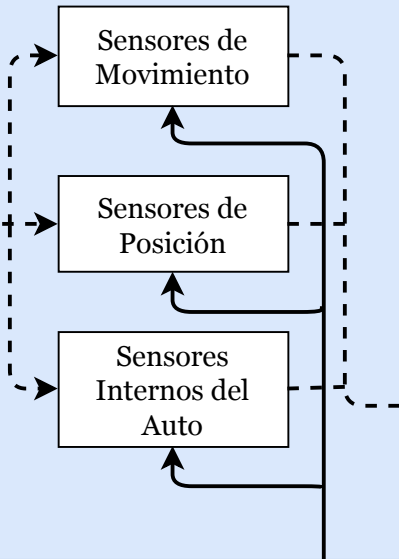 Sensores de
Movimiento
Sensores de
Posición
Sensores
Internos del
Auto